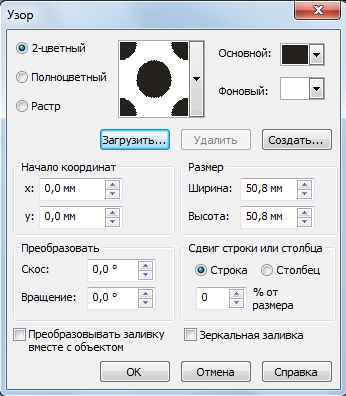 Узор
2-цветный
Основной:
Полноцветный
Фоновый:
Растр
Загрузить...
Удалить
Создать...
Начало координат
Размер
x: 0,0 мм
Ширина: 50,8 мм
y: 0,0 мм
Высота: 50,8 мм
Преобразовать
Сдвиг строки или столбца
Скос: 0,0 °
Строка
Столбец
Вращение: 0,0 °
0 % от размера
Преобразовывать заливку
вместе с объектом
Зеркальная заливка
ОК
Отмена
Справка